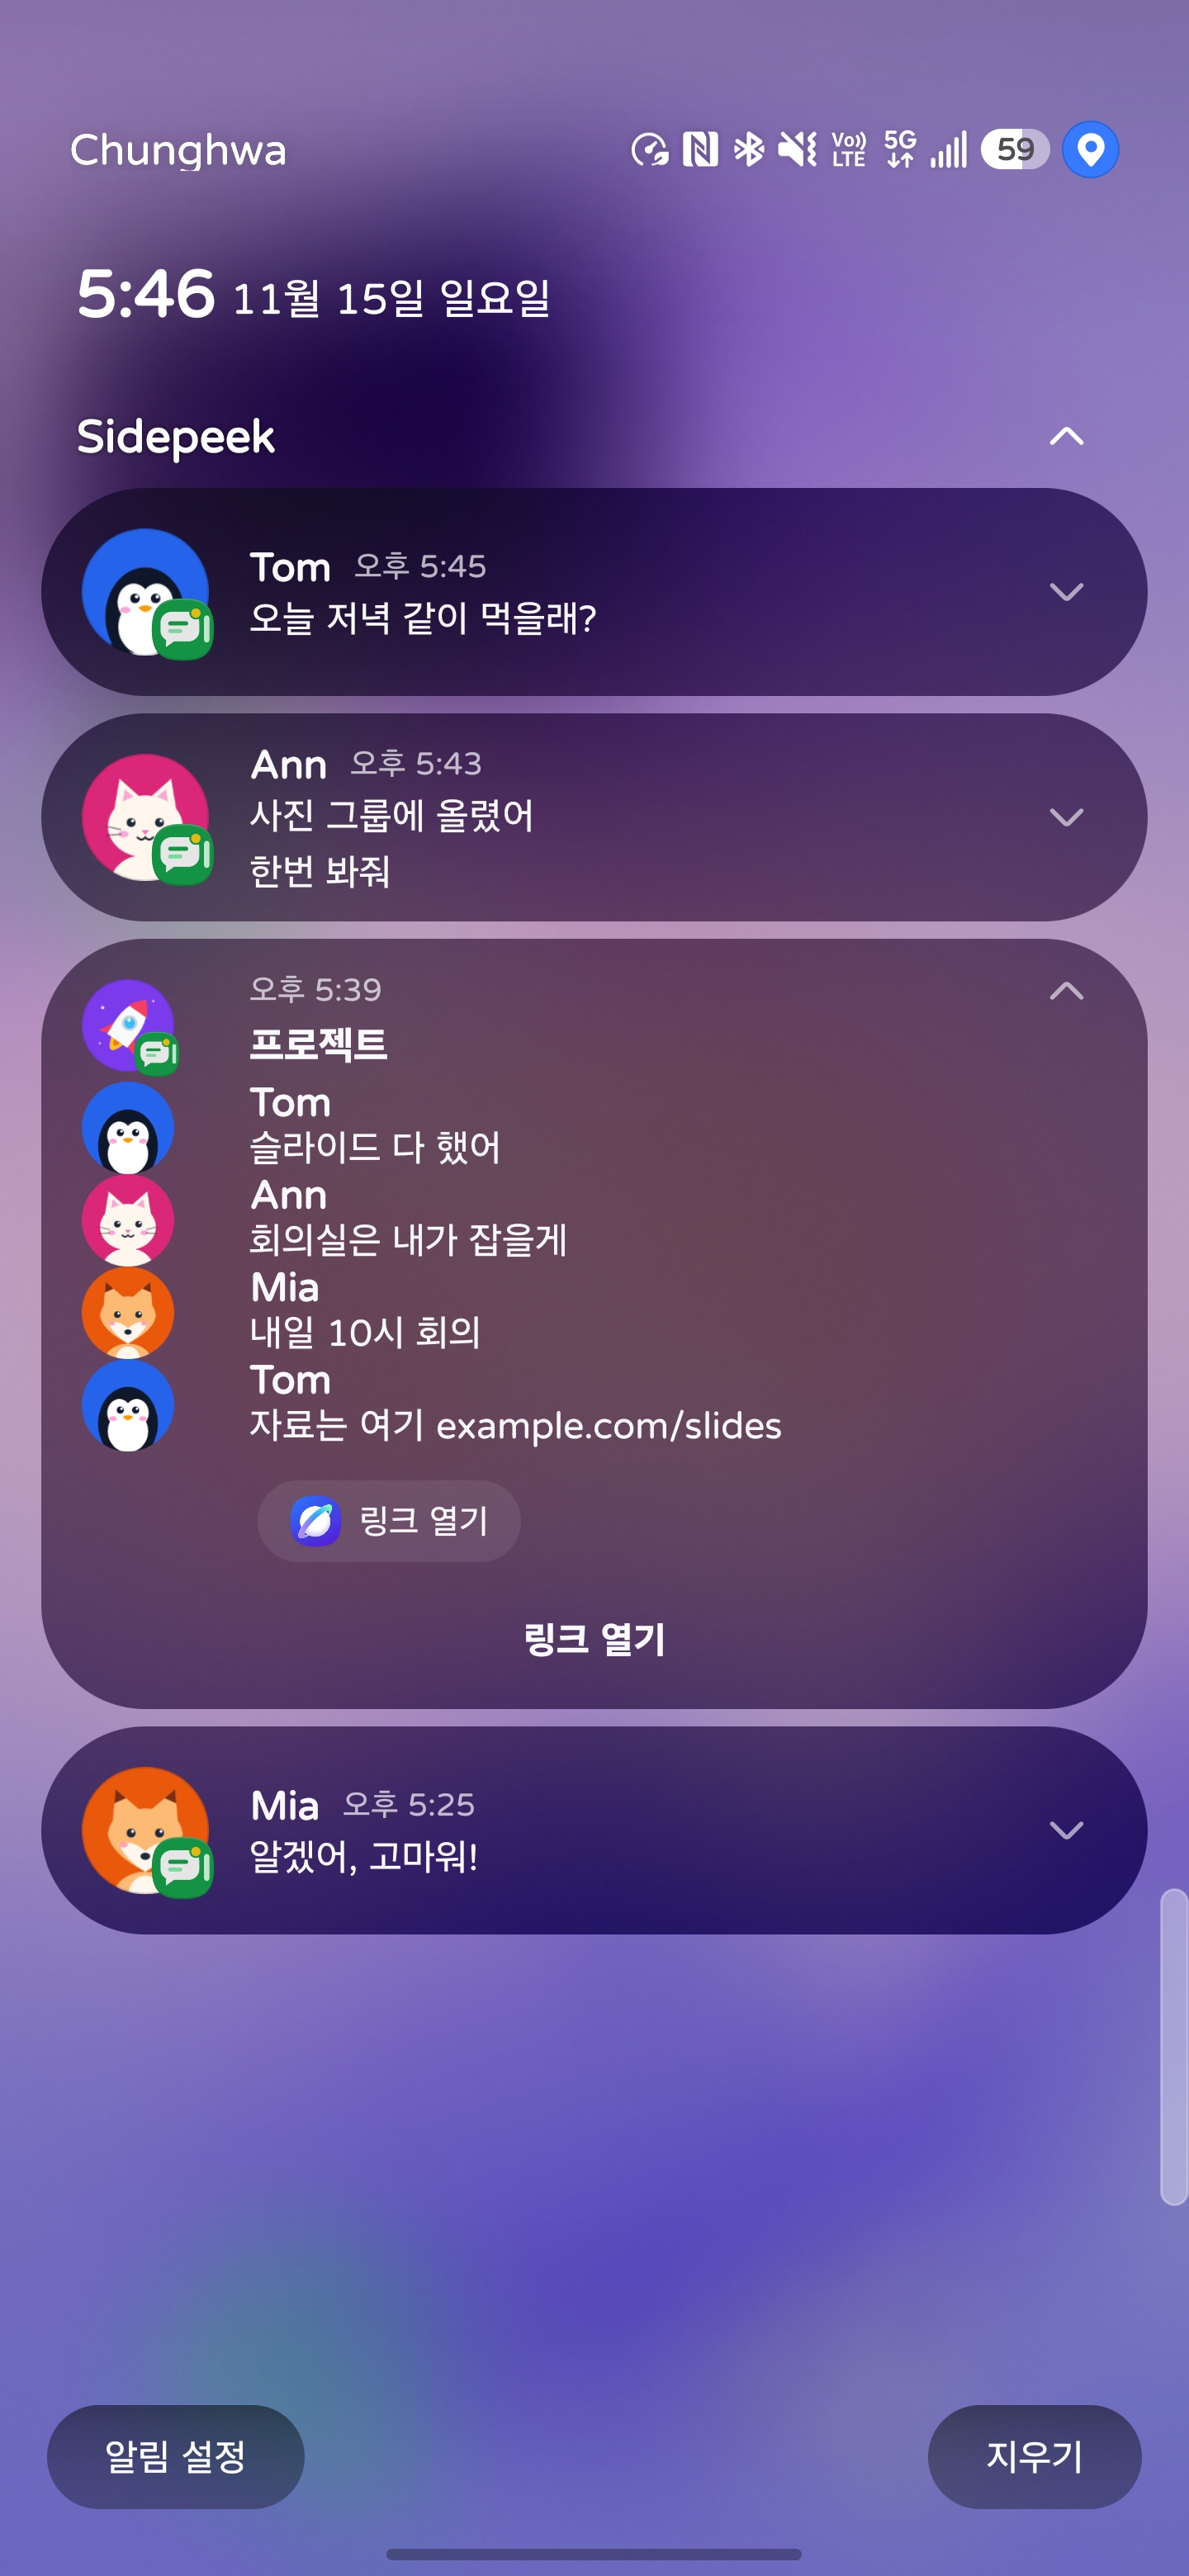 Chunghwa Vo)) LTE 5G 59
5:46 11월 15일 일요일
Sidepeek
Tom 오후 5:45
오늘 저녁 같이 먹을래?
Ann 오후 5:43
사진 그룹에 올렸어
한번 봐줘
오후 5:39
프로젝트
Tom
슬라이드 다 했어
Ann
회의실은 내가 잡을게
Mia
내일 10시 회의
Tom
자료는 여기 example.com/slides
링크 열기
링크 열기
Mia 오후 5:25
알겠어, 고마워!
알림 설정 지우기